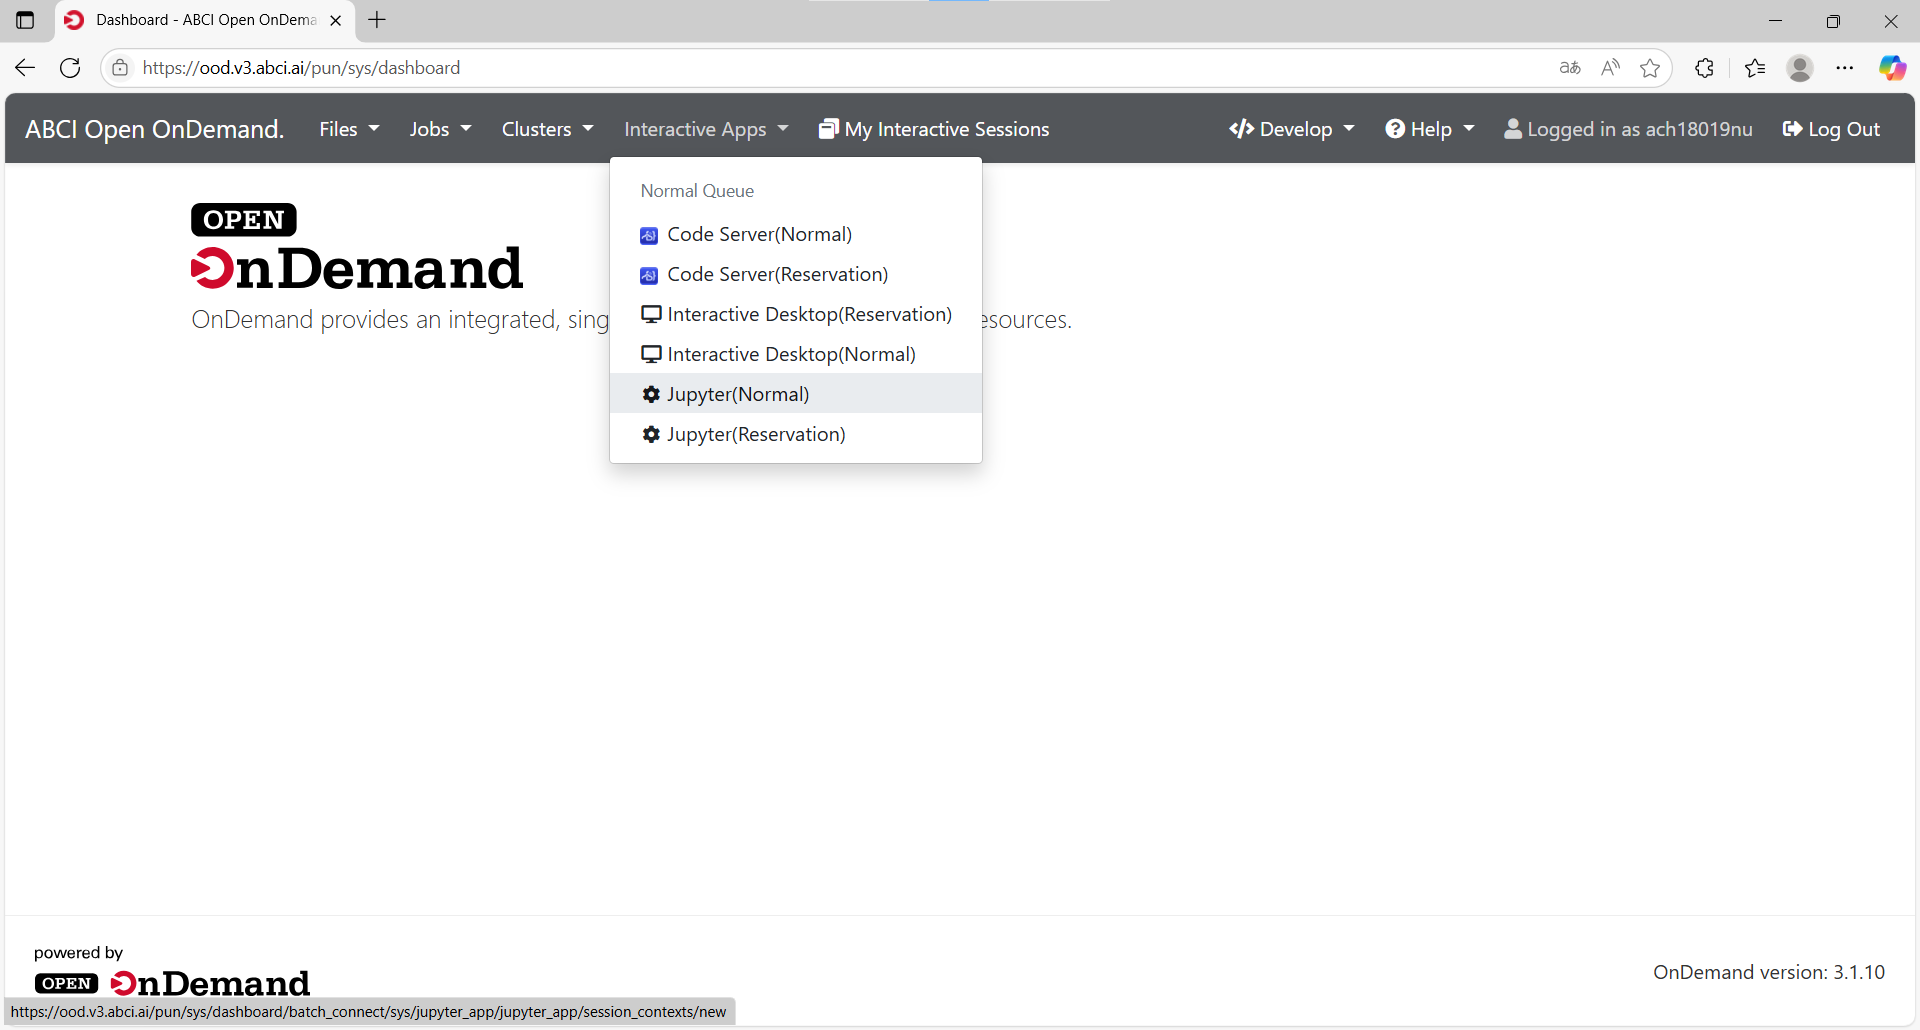 Dashboard - ABCI Open OnDema
https://ood.v3.abci.ai/pun/sys/dashboard
ABCI Open OnDemand. Files Jobs Clusters Interactive Apps My Interactive Sessions Develop Help Logged in as ach18019nu Log Out
Normal Queue
Code Server(Normal)
Code Server(Reservation)
Interactive Desktop(Reservation)
Interactive Desktop(Normal)
Jupyter(Normal)
Jupyter(Reservation)
OPEN
OnDemand
OnDemand provides an integrated, sing esources.
powered by
OPEN OnDemand
OnDemand version: 3.1.10
https://ood.v3.abci.ai/pun/sys/dashboard/batch_connect/sys/jupyter_app/jupyter_app/session_contexts/new